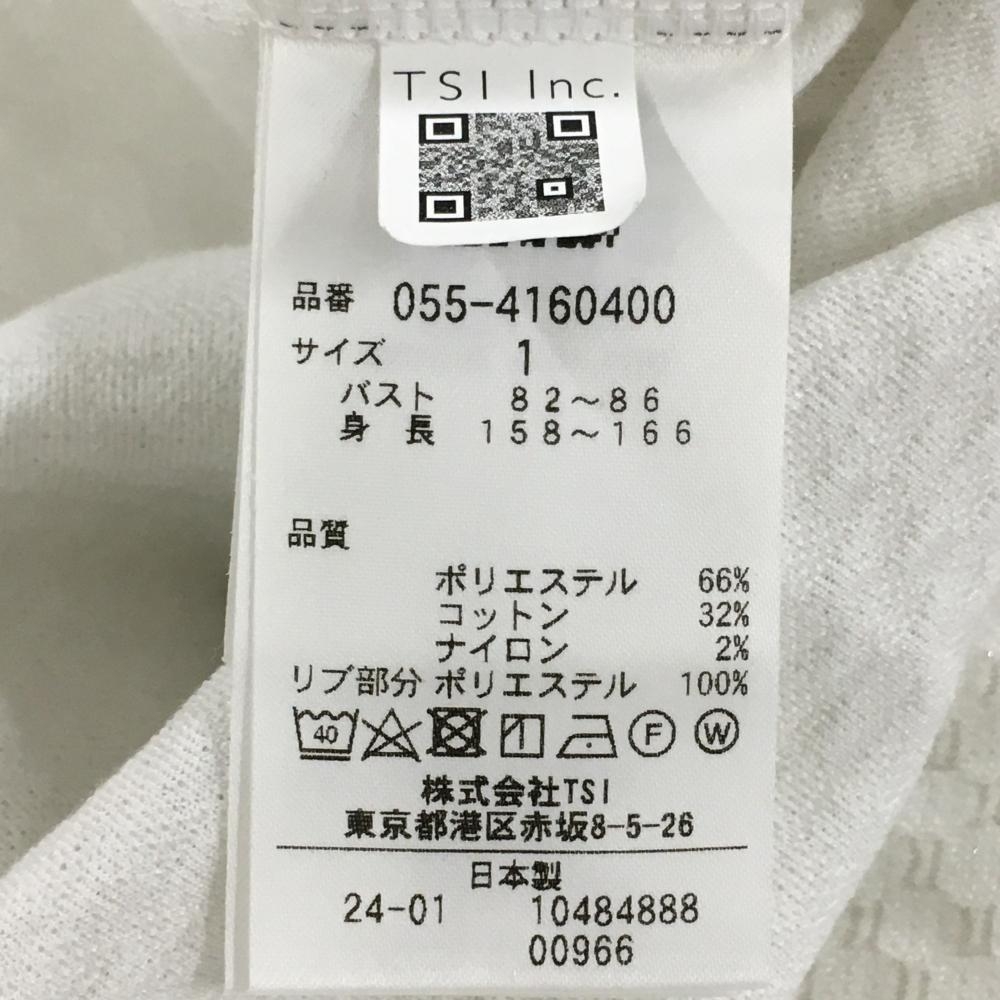 TSI Inc.
品番 055-4160400
サイズ 1
バスト 82～86
身 長 158～166
品質
ポリエステル 66%
コットン 32%
ナイロン 2%
リブ部分 ポリエステル 100%
40 F W
株式会社TSI
東京都港区赤坂8-5-26
日本製
24-01 10484888
00966